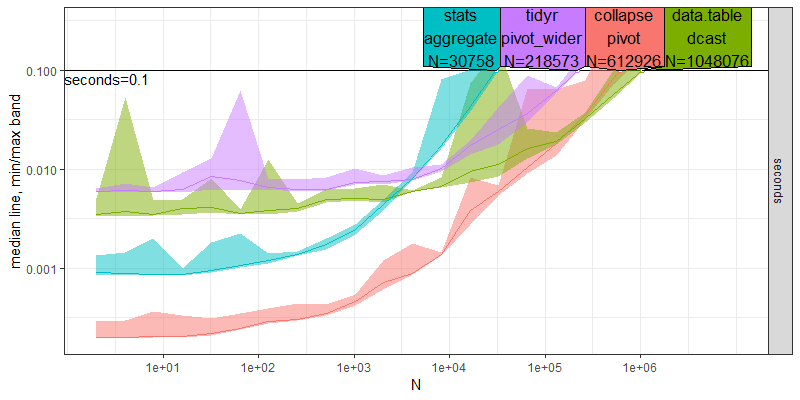 stats tidyr collapse data.table
aggregate pivot_wider pivot dcast
N=30758 N=218573 N=612926 N=1048076
0.100
seconds=0.1
0.010
0.001
median line, min/max band
seconds
1e+01 1e+02 1e+03 1e+04 1e+05 1e+06
N